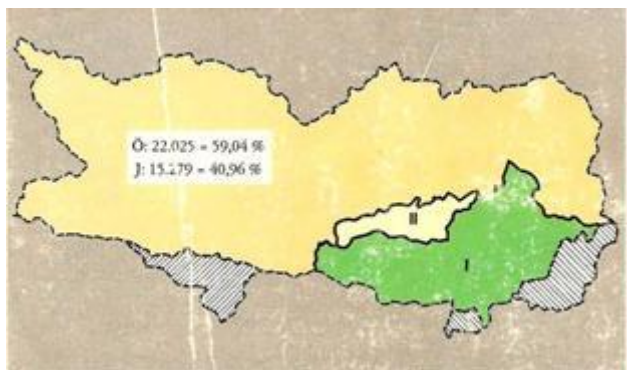 Ö: 22.025 = 59,04 %
J: 15.279 = 40,96 %
II
I